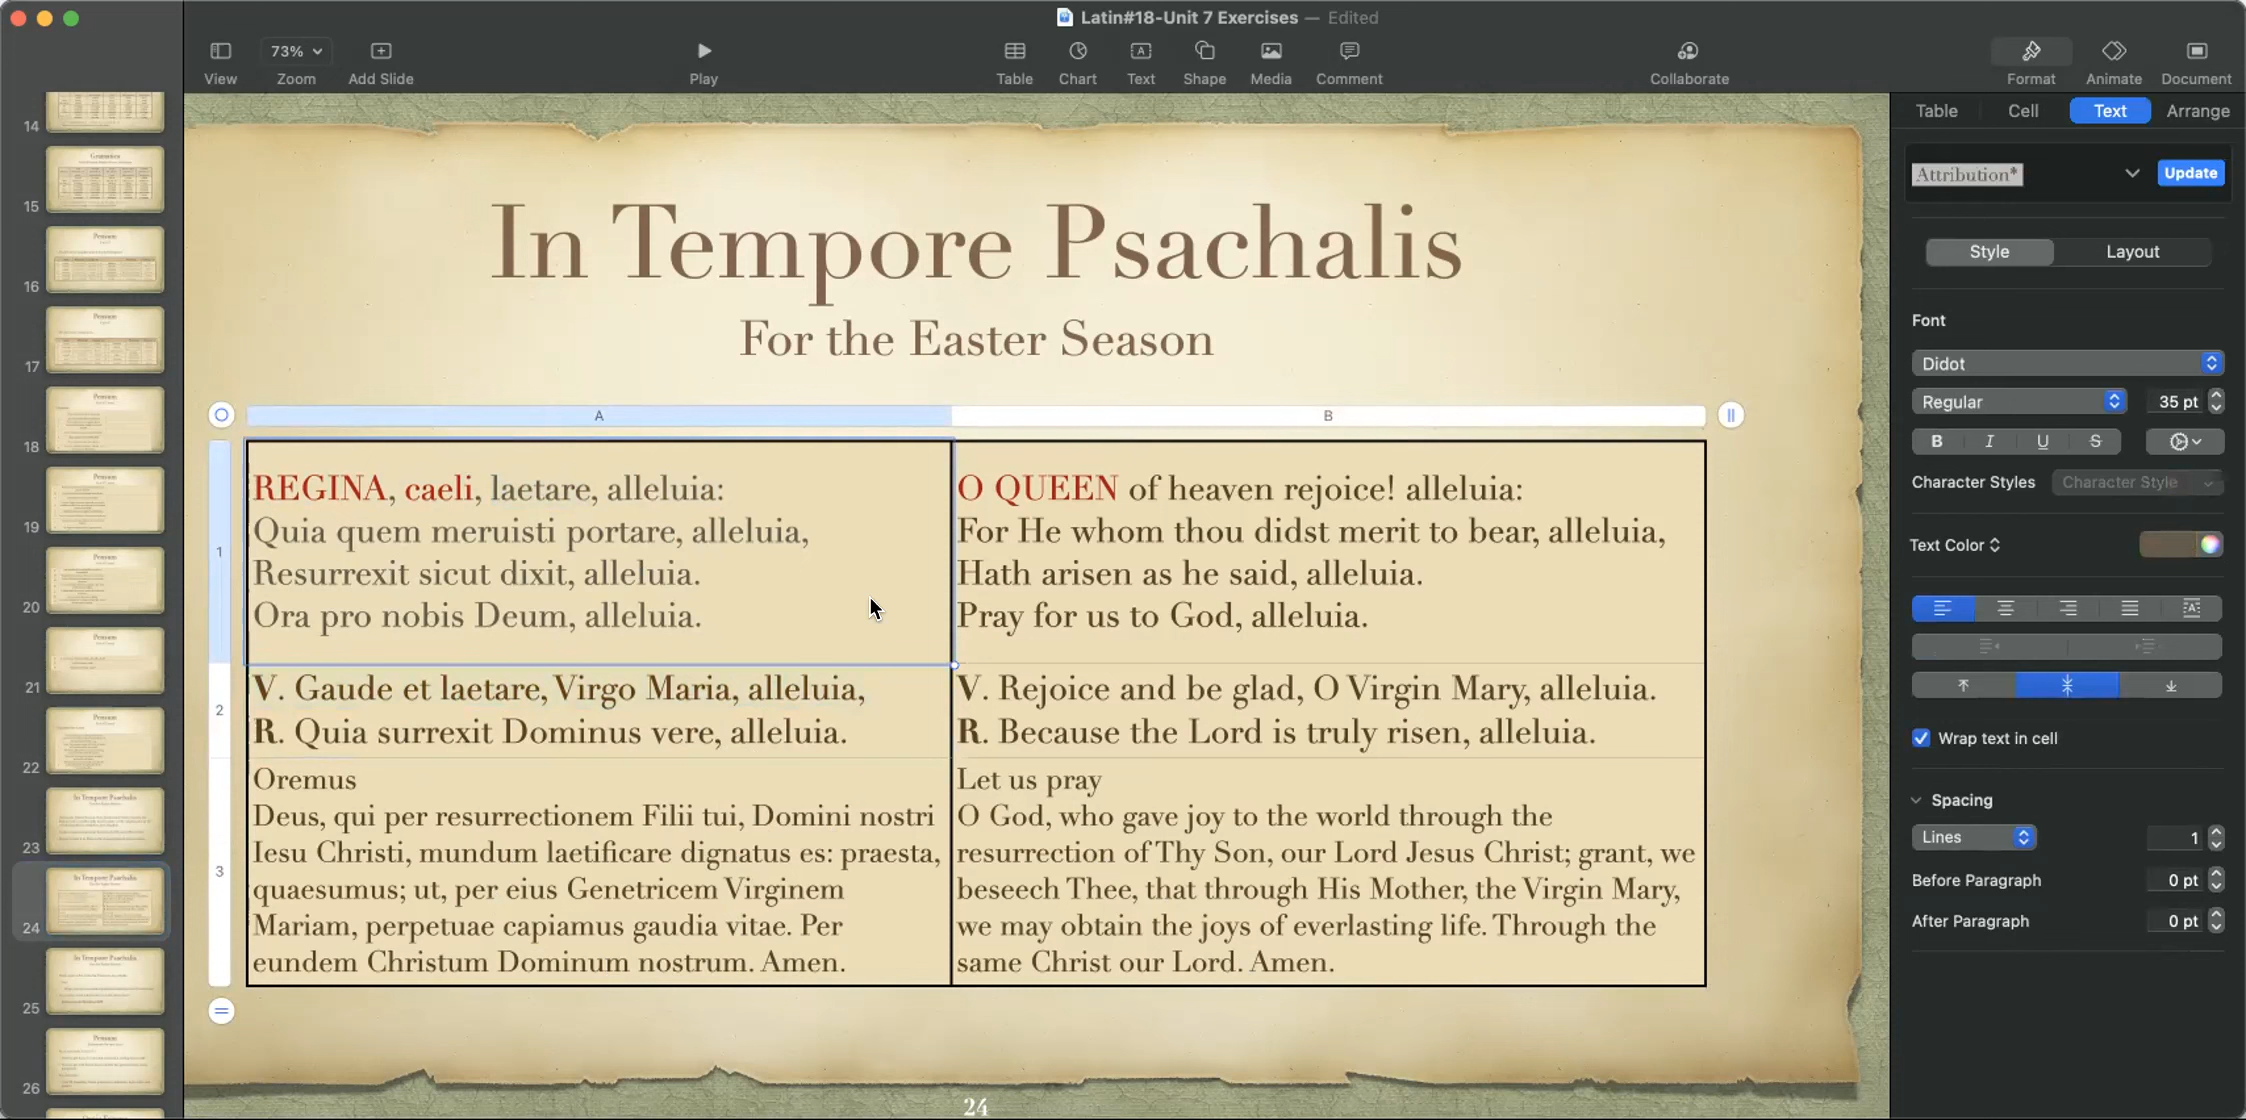 Latin#18-Unit 7 Exercises — Edited
73%
View
Zoom
Add Slide
Play
Table
Chart
Text
Shape
Media
Comment
Collaborate
Format
Animate
Document
Table
Cell
Text
Arrange
14
15
16
17
18
19
20
21
22
23
24
25
26
In Tempore Psachalis
For the Easter Season
A
B
1
REGINA, caeli, laetare, alleluia:
Quia quem meruisti portare, alleluia,
Resurrexit sicut dixit, alleluia.
Ora pro nobis Deum, alleluia.
O QUEEN of heaven rejoice! alleluia:
For He whom thou didst merit to bear, alleluia,
Hath arisen as he said, alleluia.
Pray for us to God, alleluia.
2
V. Gaude et laetare, Virgo Maria, alleluia,
R. Quia surrexit Dominus vere, alleluia.
V. Rejoice and be glad, O Virgin Mary, alleluia.
R. Because the Lord is truly risen, alleluia.
3
Oremus
Deus, qui per resurrectionem Filii tui, Domini nostri
Iesu Christi, mundum laetificare dignatus es: praesta,
quaesumus; ut, per eius Genetricem Virginem
Mariam, perpetuae capiamus gaudia vitae. Per
eundem Christum Dominum nostrum. Amen.
Let us pray
O God, who gave joy to the world through the
resurrection of Thy Son, our Lord Jesus Christ; grant, we
beseech Thee, that through His Mother, the Virgin Mary,
we may obtain the joys of everlasting life. Through the
same Christ our Lord. Amen.
24
Attribution*
Update
Style
Layout
Font
Didot
Regular
35 pt
B I U S
Character Styles
Character Style
Text Color
Wrap text in cell
Spacing
Lines
1
Before Paragraph
0 pt
After Paragraph
0 pt